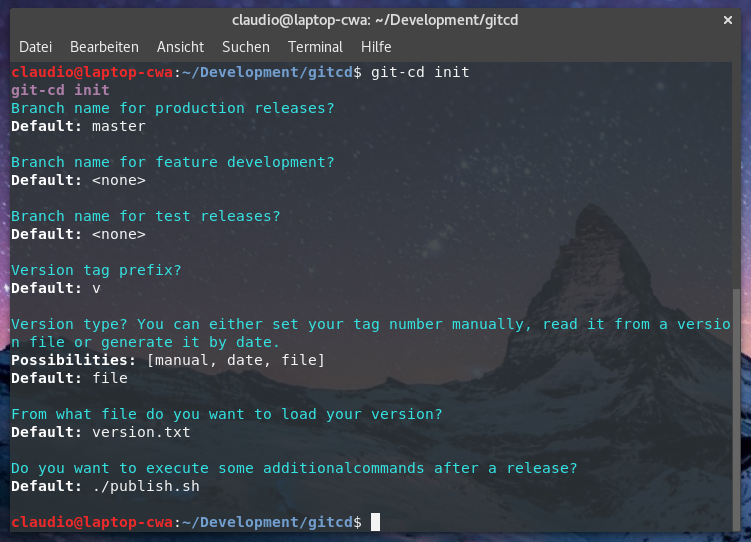 claudio@laptop-cwa: ~/Development/gitcd ×
Datei Bearbeiten Ansicht Suchen Terminal Hilfe
claudio@laptop-cwa:~/Development/gitcd$ git-cd init
git-cd init
Branch name for production releases?
Default: master
Branch name for feature development?
Default: <none>
Branch name for test releases?
Default: <none>
Version tag prefix?
Default: v
Version type? You can either set your tag number manually, read it from a versio
n file or generate it by date.
Possibilities: [manual, date, file]
Default: file
From what file do you want to load your version?
Default: version.txt
Do you want to execute some additionalcommands after a release?
Default: ./publish.sh
claudio@laptop-cwa:~/Development/gitcd$